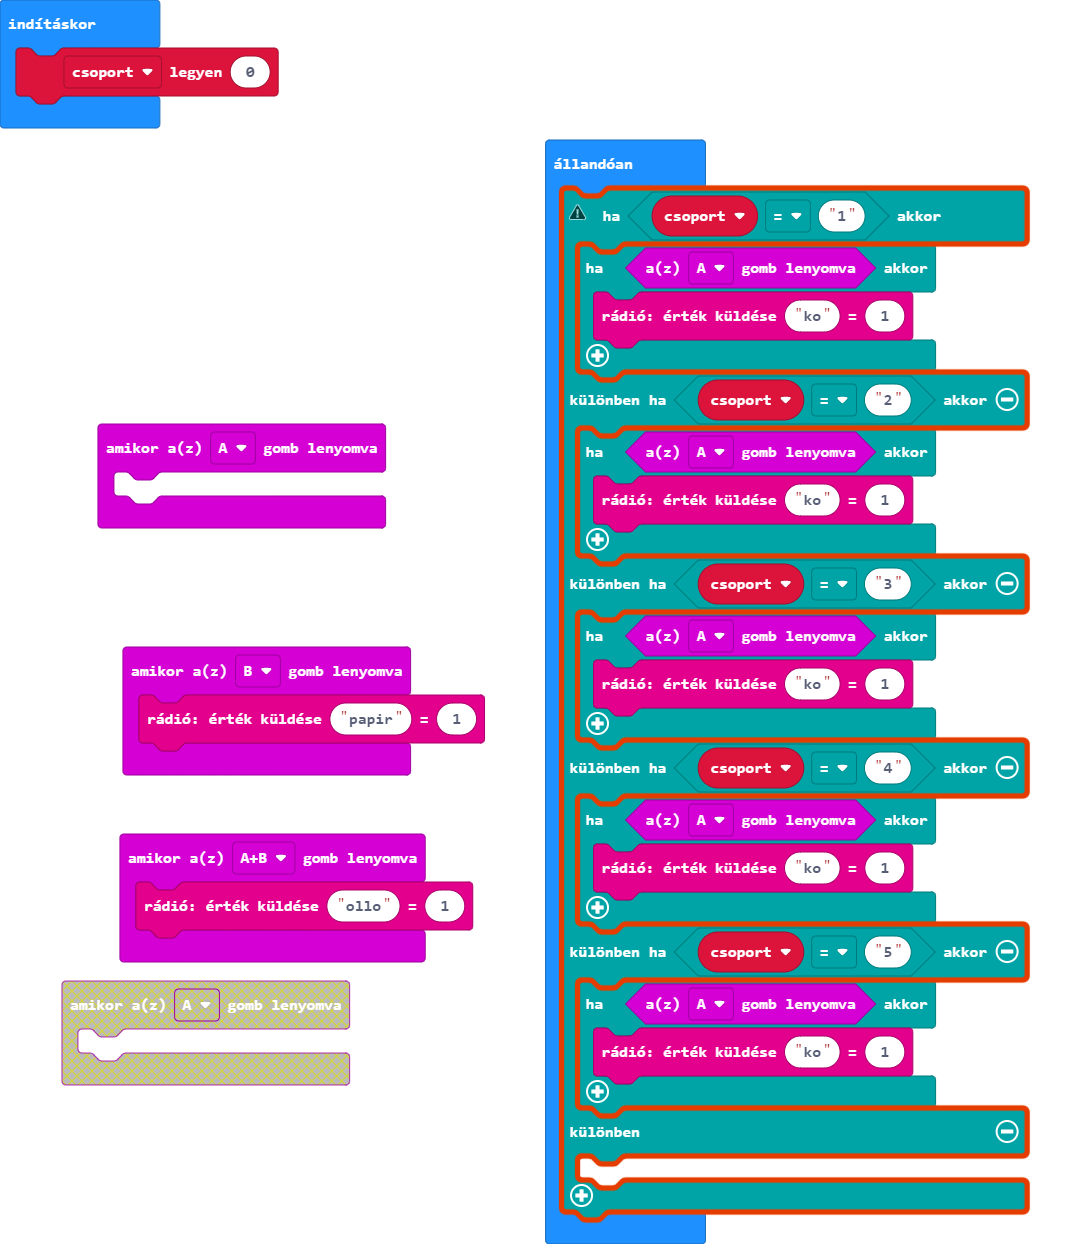 indításkor
csoport legyen 0
állandóan
ha csoport = "1" akkor
ha a(z) A gomb lenyomva akkor
rádió: érték küldése "ko" = 1
különben ha csoport = "2" akkor
ha a(z) A gomb lenyomva akkor
rádió: érték küldése "ko" = 1
különben ha csoport = "3" akkor
ha a(z) A gomb lenyomva akkor
rádió: érték küldése "ko" = 1
különben ha csoport = "4" akkor
ha a(z) A gomb lenyomva akkor
rádió: érték küldése "ko" = 1
különben ha csoport = "5" akkor
ha a(z) A gomb lenyomva akkor
rádió: érték küldése "ko" = 1
különben
amikor a(z) A gomb lenyomva
amikor a(z) B gomb lenyomva
rádió: érték küldése "papir" = 1
amikor a(z) A+B gomb lenyomva
rádió: érték küldése "ollo" = 1
amikor a(z) A gomb lenyomva